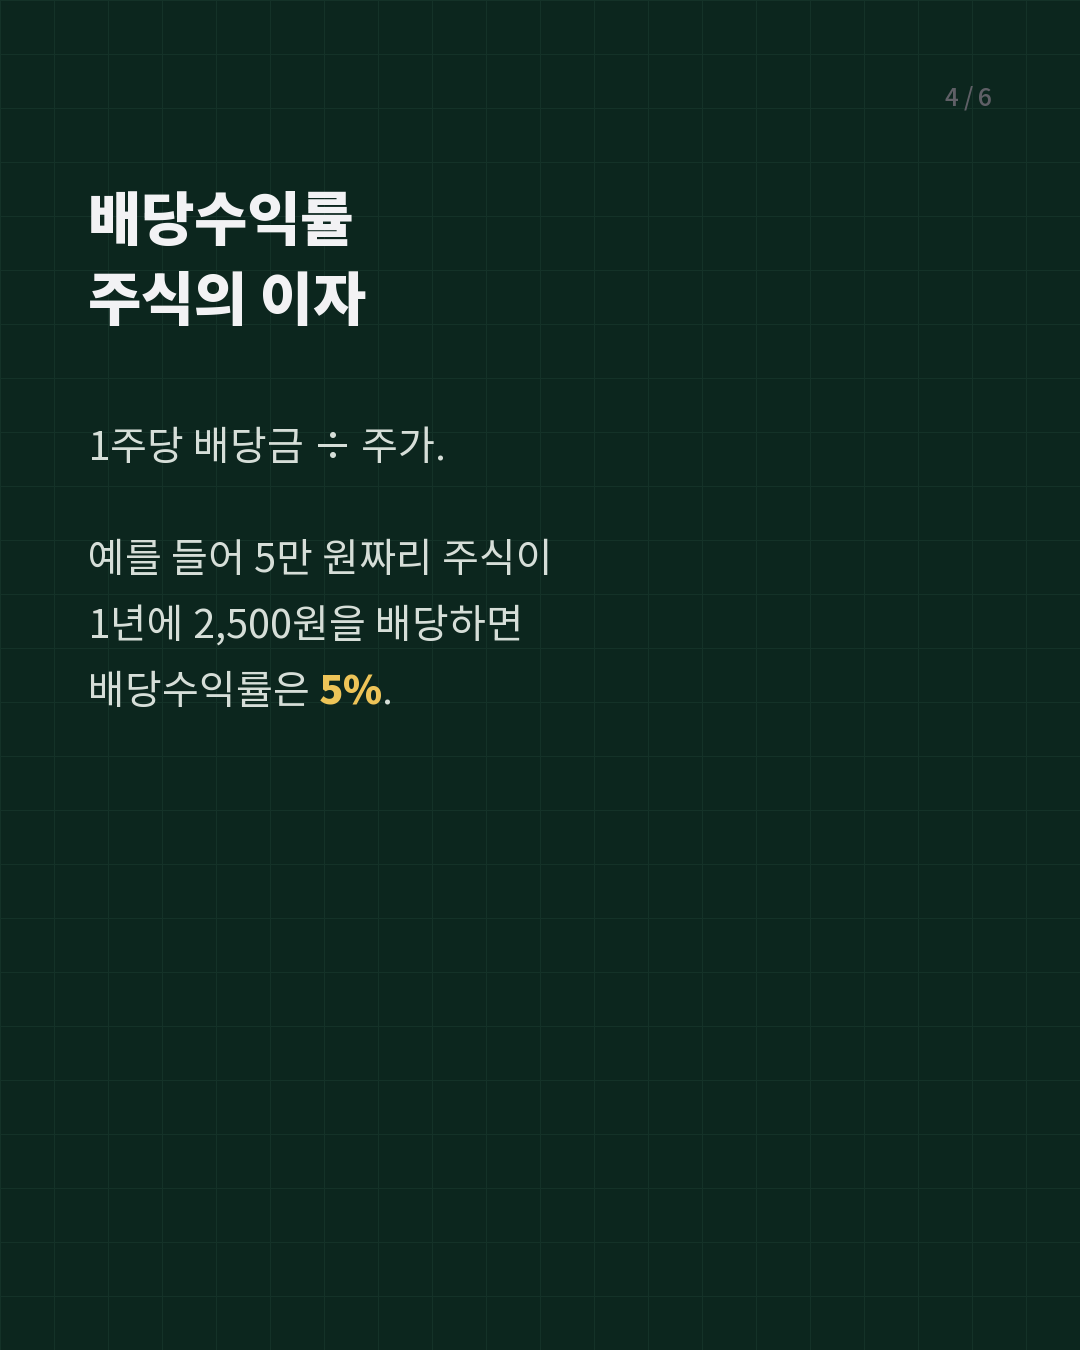 4 / 6
배당수익률
주식의 이자
1주당 배당금 ÷ 주가.
예를 들어 5만 원짜리 주식이
1년에 2,500원을 배당하면
배당수익률은 5%.